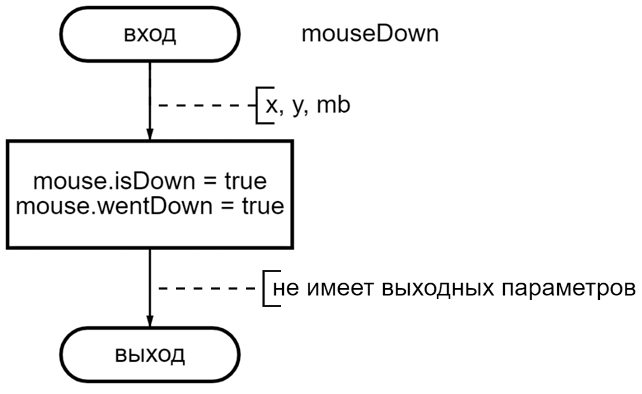 вход
mouseDown
x, y, mb
mouse.isDown = true
mouse.wentDown = true
не имеет выходных параметров
выход